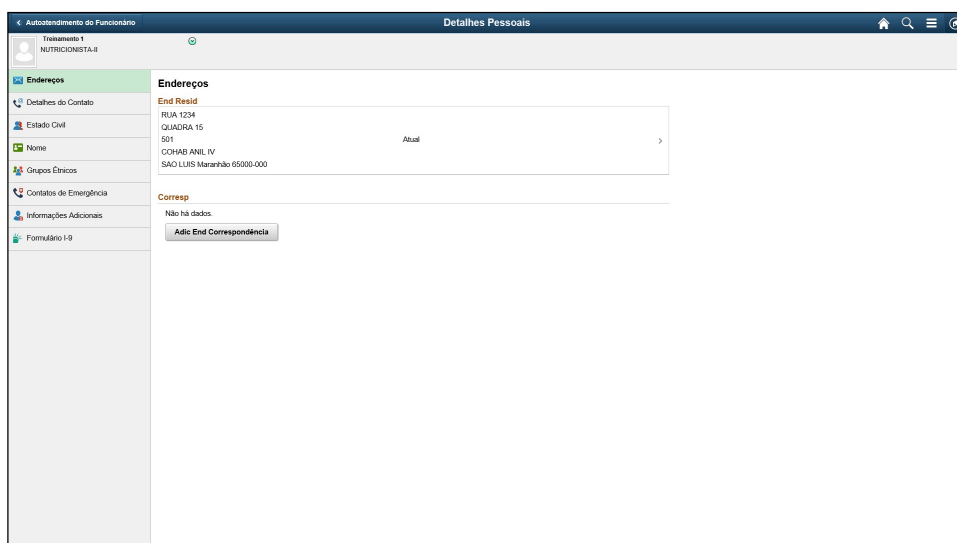 Autoatendimento do Funcionário
Detalhes Pessoais
Treinamento 1
NUTRICIONISTA-II
Endereços
Detalhes do Contato
Estado Civil
Nome
Grupos Étnicos
Contatos de Emergência
Informações Adicionais
Formulário I-9
Endereços
End Resid
RUA 1234
QUADRA 15
501
Atual
COHAB ANIL IV
SAO LUIS Maranhão 65000-000
Corresp
Não há dados.
Adic End Correspondência